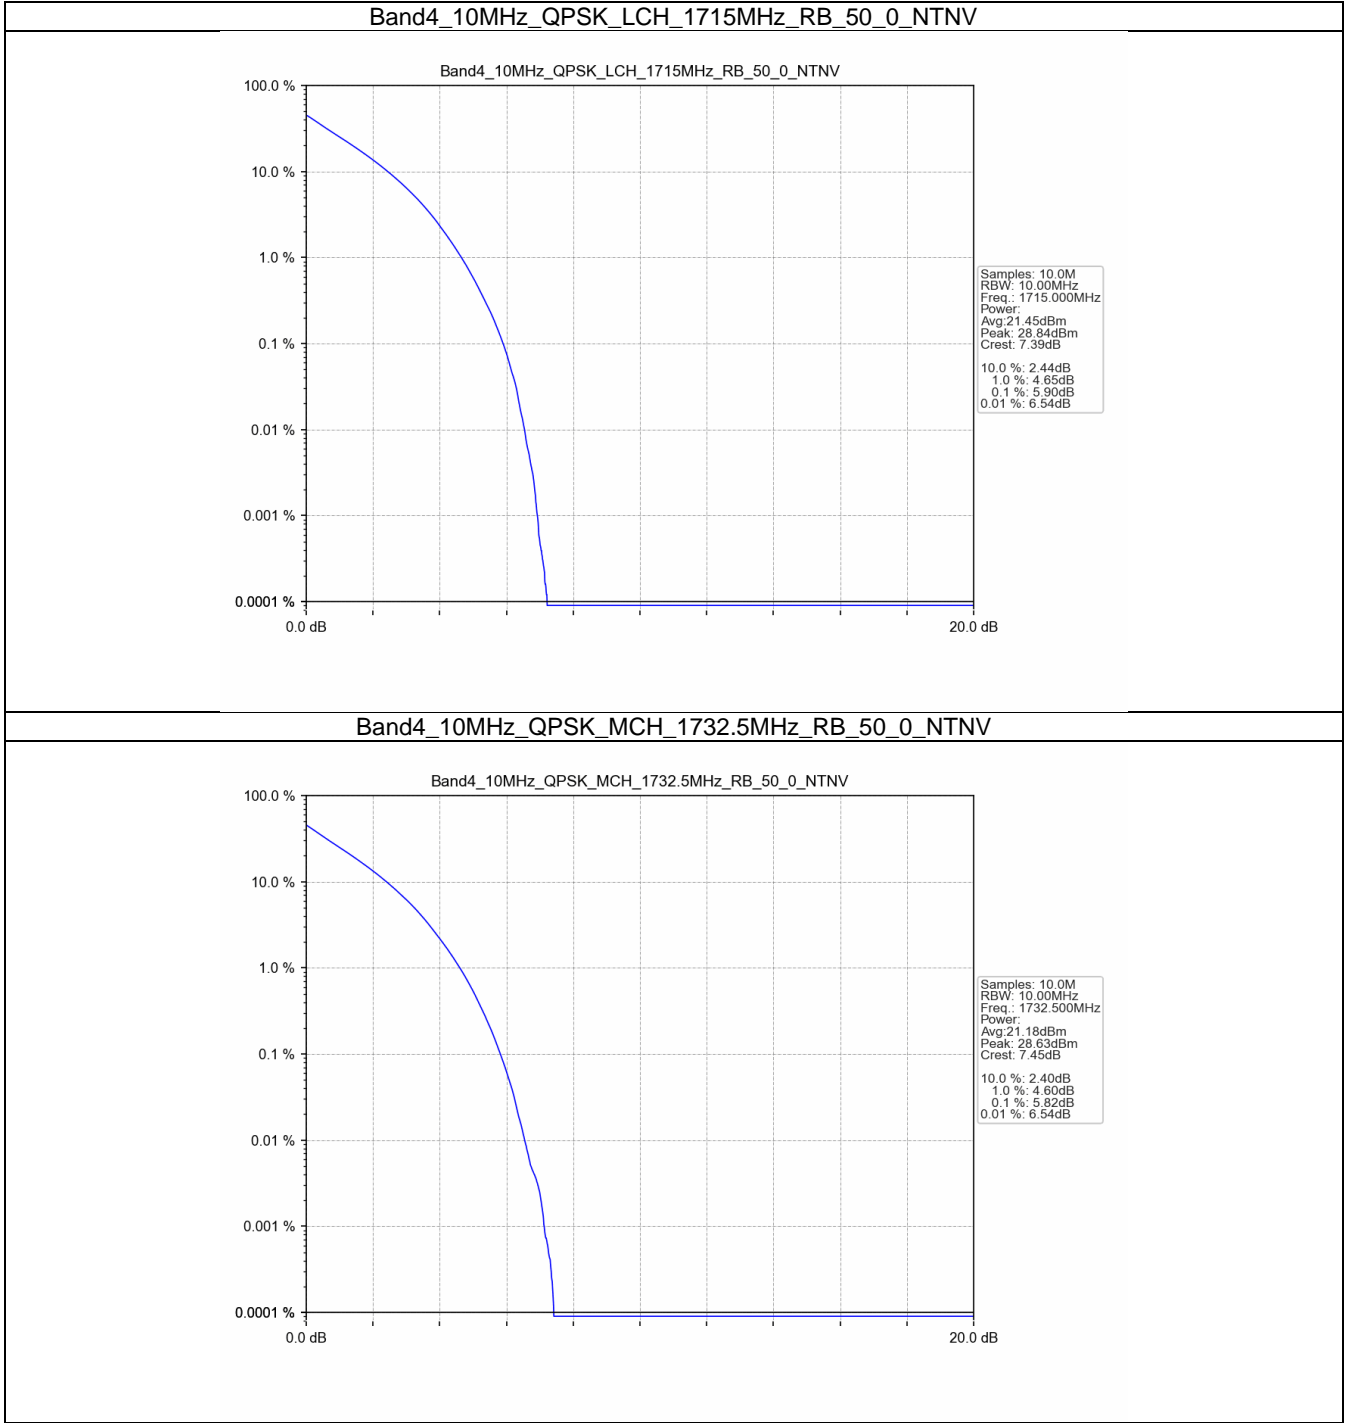 Band4_10MHz_QPSK_LCH_1715MHz_RB_50_0_NTNV
Band4_10MHz_QPSK_LCH_1715MHz_RB_50_0_NTNV
100.0 %
10.0 %
1.0 %
0.1 %
0.01 %
0.001 %
0.0001 %
0.0 dB
20.0 dB
Samples: 10.0M
RBW: 10.00MHz
Freq.: 1715.000MHz
Power:
Avg:21.45dBm
Peak: 28.84dBm
Crest: 7.39dB
10.0 %: 2.44dB
1.0 %: 4.65dB
0.1 %: 5.90dB
0.01 %: 6.54dB
Band4_10MHz_QPSK_MCH_1732.5MHz_RB_50_0_NTNV
Band4_10MHz_QPSK_MCH_1732.5MHz_RB_50_0_NTNV
100.0 %
10.0 %
1.0 %
0.1 %
0.01 %
0.001 %
0.0001 %
0.0 dB
20.0 dB
Samples: 10.0M
RBW: 10.00MHz
Freq.: 1732.500MHz
Power:
Avg:21.18dBm
Peak: 28.63dBm
Crest: 7.45dB
10.0 %: 2.40dB
1.0 %: 4.60dB
0.1 %: 5.82dB
0.01 %: 6.54dB